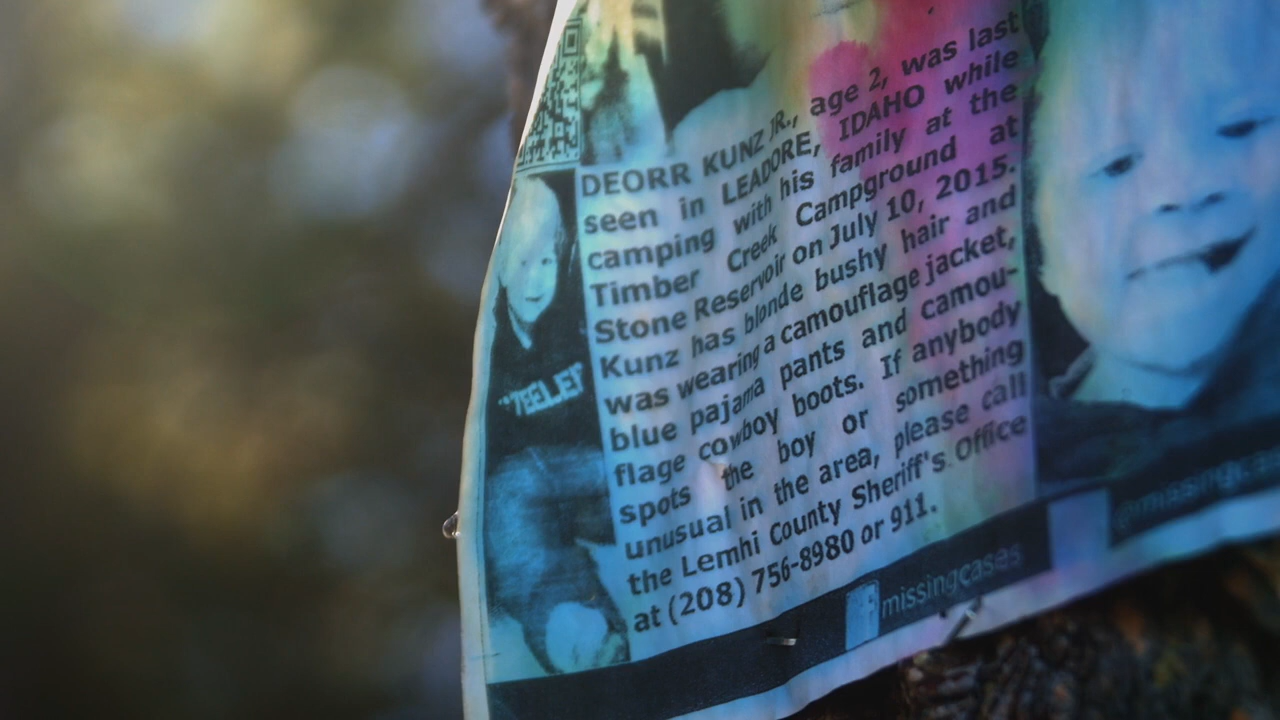 DEORR KUNZ JR., age 2, was last
seen in LEADORE, IDAHO while
camping with his family at the
Timber Creek Campground at
Stone Reservoir on July 10, 2015.
Kunz has blonde bushy hair and
was wearing a camouflage jacket,
blue pajama pants and camou-
flage cowboy boots. If anybody
spots the boy or something
unusual in the area, please call
the Lemhi County Sheriff's Office
at (208) 756-8980 or 911.
missingcases